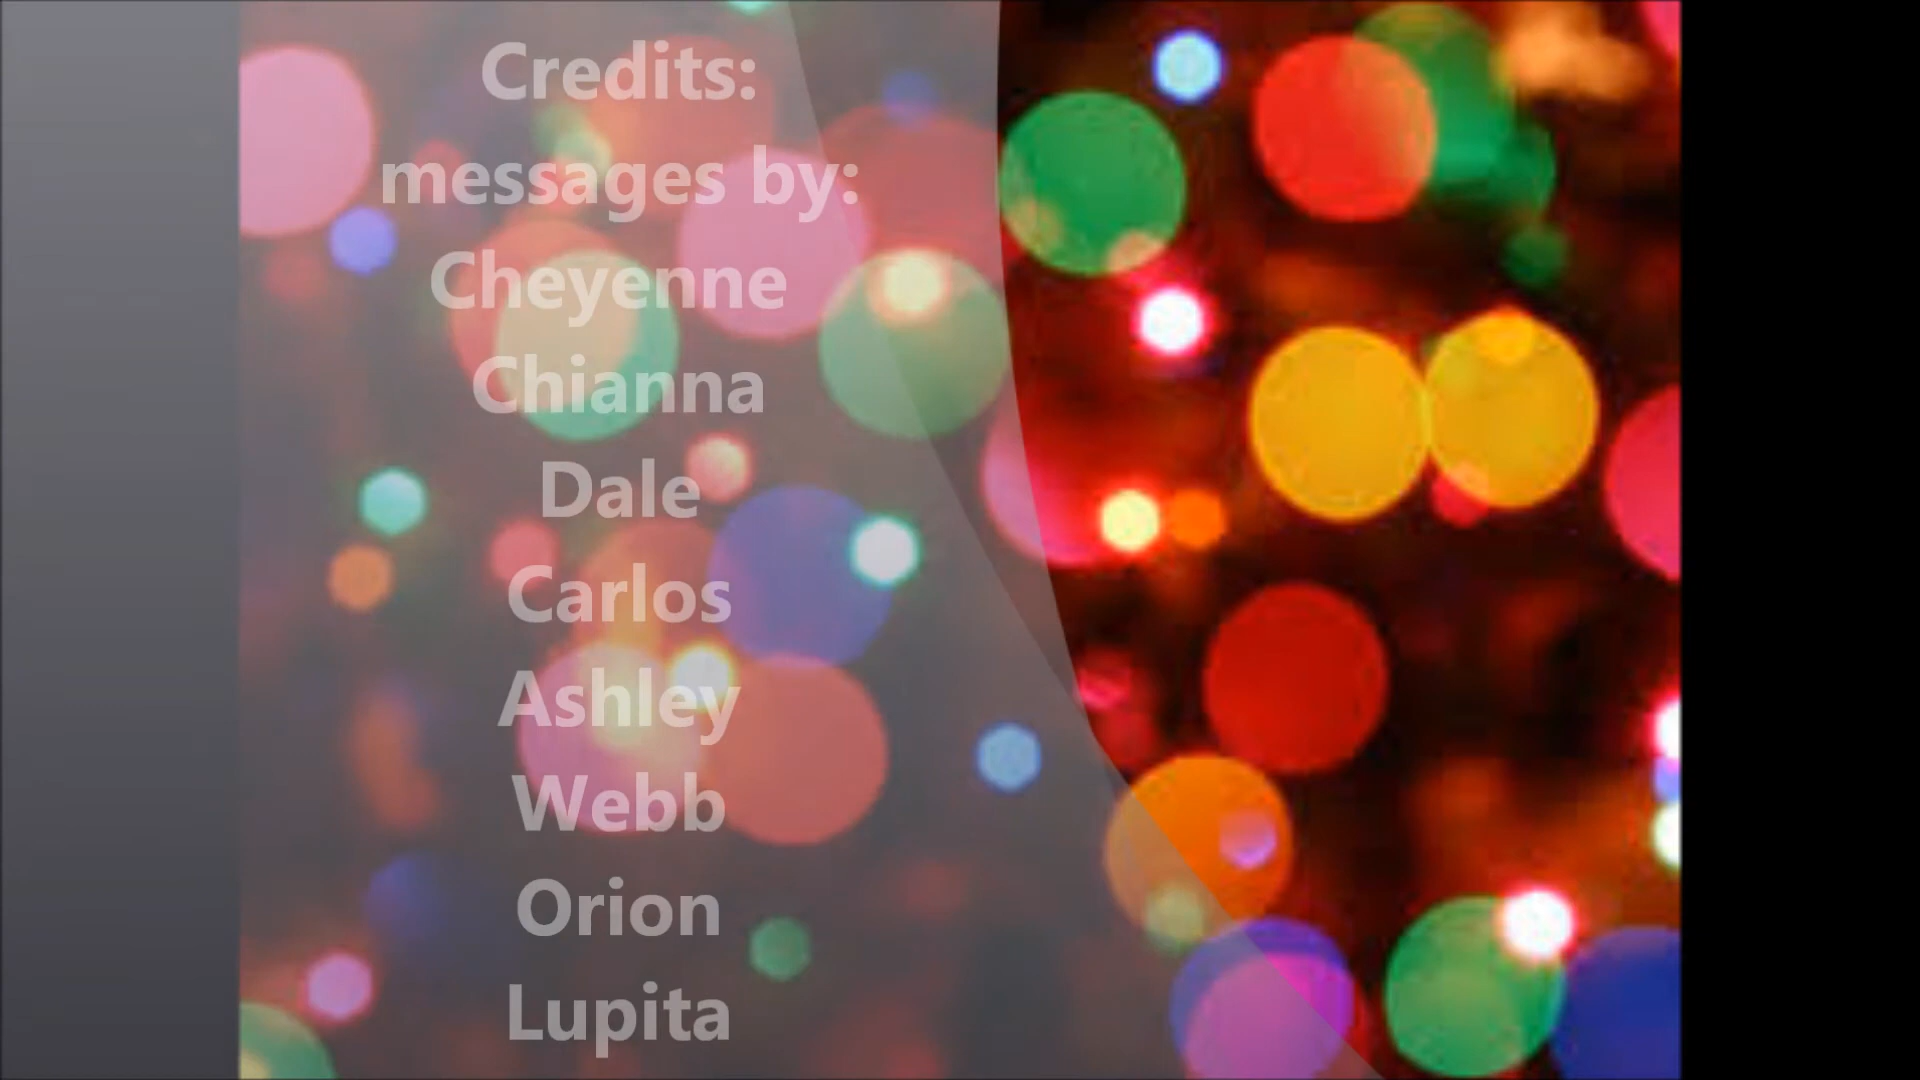 Credits:
messages by:
Cheyenne
Chianna
Dale
Carlos
Ashley
Webb
Orion
Lupita